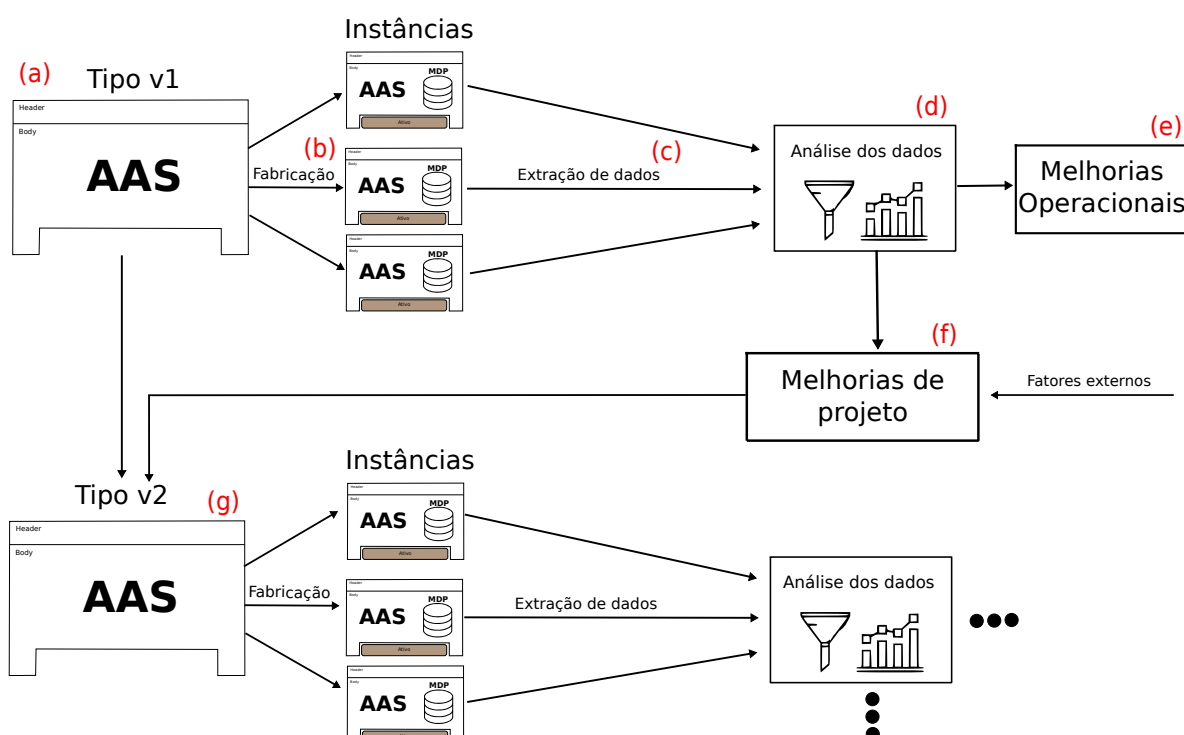 Instâncias
(a)
Tipo v1
Header
Body
AAS
Header
Body
MDP
AAS
Ativo
(b)
Fabricação
Header
Body
MDP
AAS
Ativo
Header
Body
MDP
AAS
Ativo
(c)
Extração de dados
(d)
Análise dos dados
(e)
Melhorias
Operacionais
(f)
Melhorias de
projeto
Fatores externos
Instâncias
Tipo v2
(g)
Header
Body
AAS
Header
Body
MDP
AAS
Ativo
Fabricação
Header
Body
MDP
AAS
Ativo
Header
Body
MDP
AAS
Ativo
Extração de dados
Análise dos dados